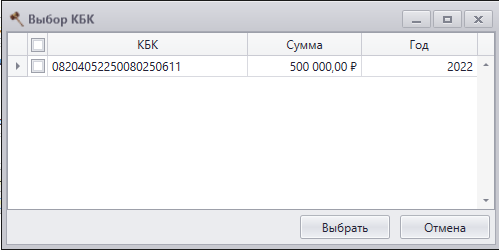 Выбор КБК
КБК Сумма Год
08204052250080250611 500 000,00 ₽ 2022
Выбрать Отмена